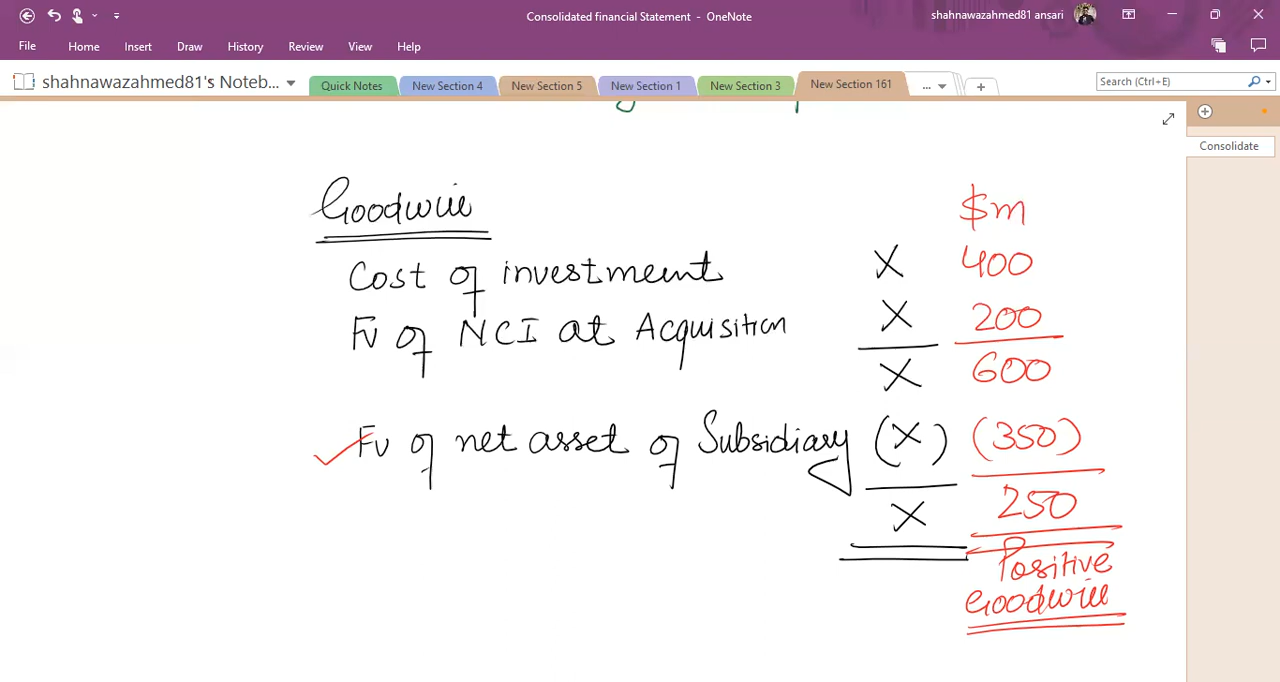 Consolidated financial Statement - OneNote
shahnawazahmed81 ansari
File Home Insert Draw History Review View Help
shahnawazahmed81's Noteb... Quick Notes New Section 4 New Section 5 New Section 1 New Section 3 New Section 161 ... + Search (Ctrl+E)
Consolidate
Goodwill $m
Cost of investment X 400
Fv of NCI at Acquisition X 200
X 600
Fv of net asset of Subsidiary (X) (350)
X 250
Positive
Goodwill